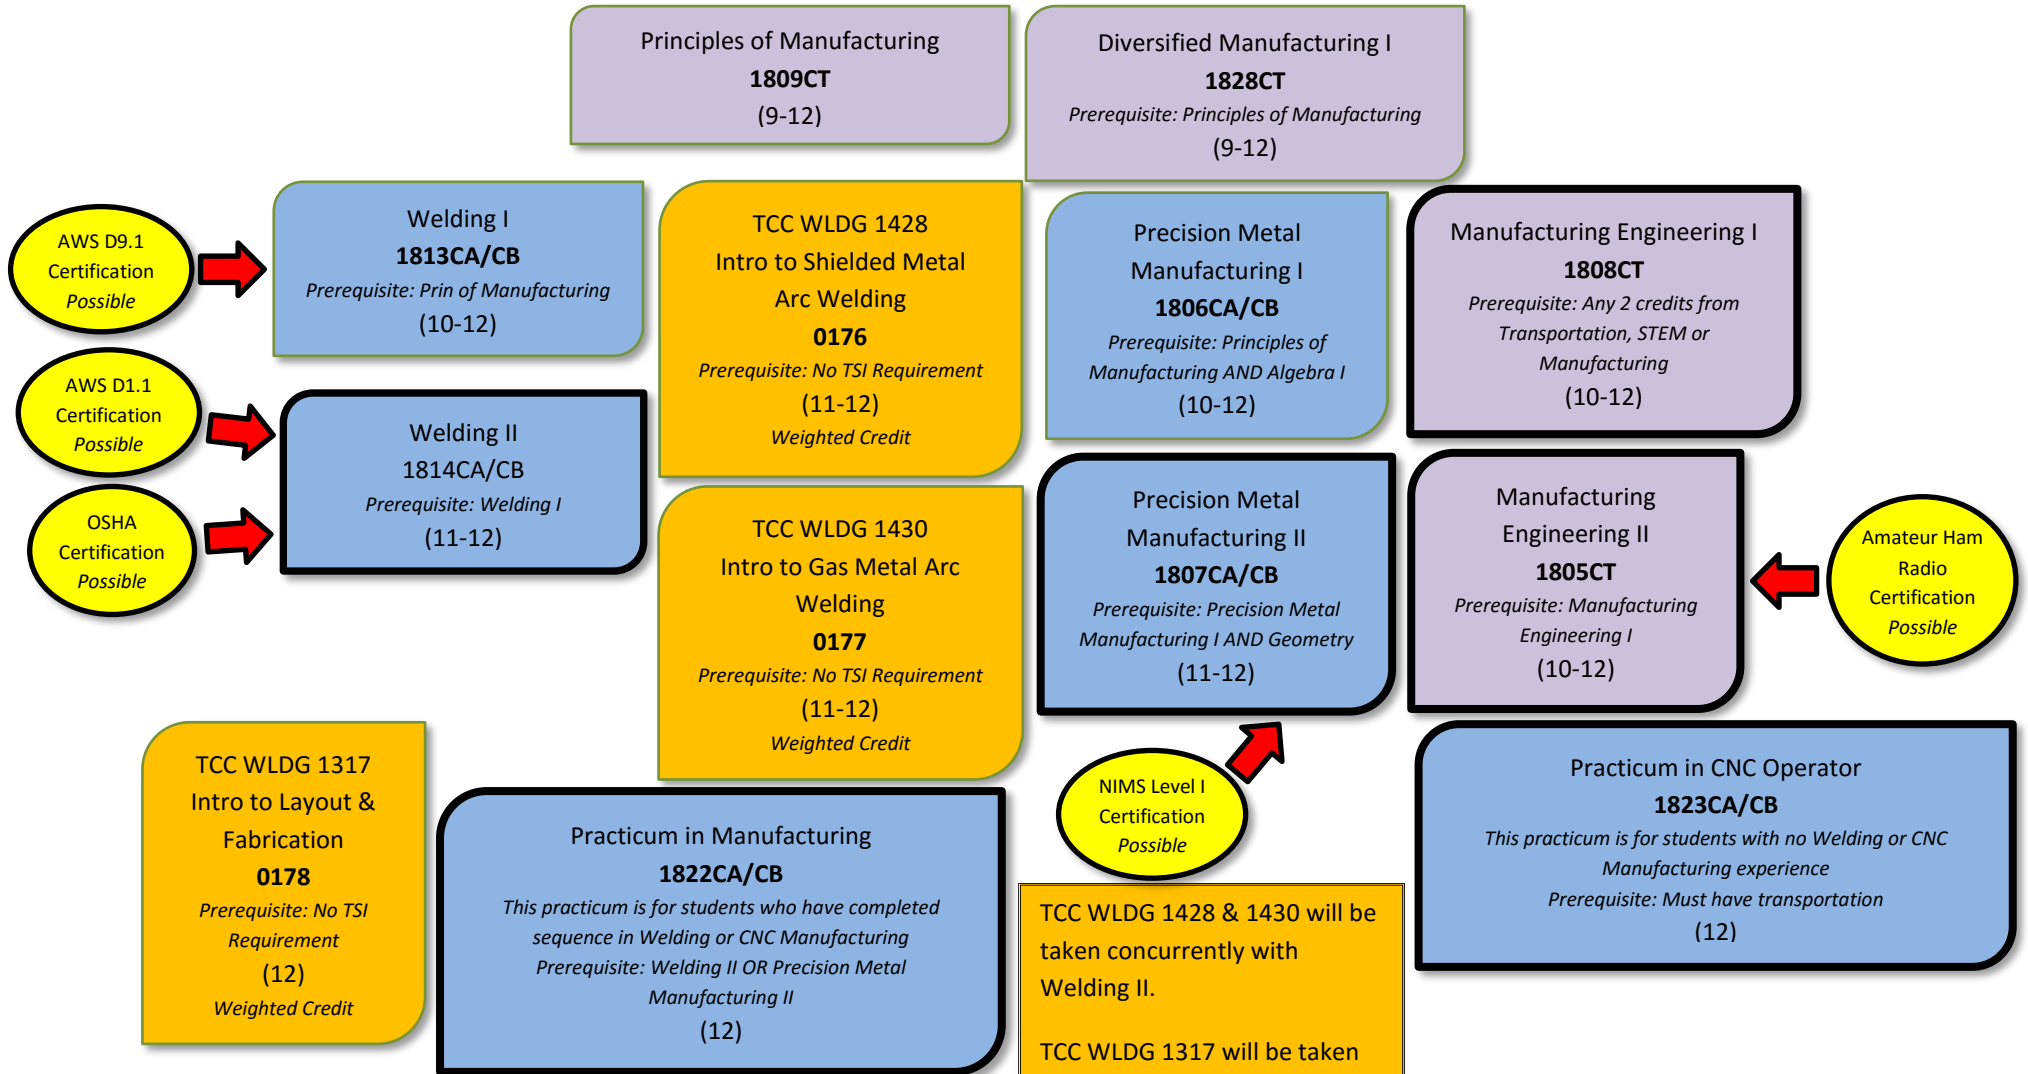 Principles of Manufacturing
1809CT
(9-12)
Diversified Manufacturing I
1828CT
Prerequisite: Principles of Manufacturing
(9-12)
AWS D9.1
Certification
Possible
Welding I
1813CA/CB
Prerequisite: Prin of Manufacturing
(10-12)
TCC WLDG 1428
Intro to Shielded Metal
Arc Welding
0176
Prerequisite: No TSI Requirement
(11-12)
Weighted Credit
Precision Metal
Manufacturing I
1806CA/CB
Prerequisite: Principles of
Manufacturing AND Algebra I
(10-12)
Manufacturing Engineering I
1808CT
Prerequisite: Any 2 credits from
Transportation, STEM or
Manufacturing
(10-12)
AWS D1.1
Certification
Possible
Welding II
1814CA/CB
Prerequisite: Welding I
(11-12)
OSHA
Certification
Possible
TCC WLDG 1430
Intro to Gas Metal Arc
Welding
0177
Prerequisite: No TSI Requirement
(11-12)
Weighted Credit
Precision Metal
Manufacturing II
1807CA/CB
Prerequisite: Precision Metal
Manufacturing I AND Geometry
(11-12)
Manufacturing
Engineering II
1805CT
Prerequisite: Manufacturing
Engineering I
(10-12)
Amateur Ham
Radio
Certification
Possible
TCC WLDG 1317
Intro to Layout &
Fabrication
0178
Prerequisite: No TSI
Requirement
(12)
Weighted Credit
Practicum in Manufacturing
1822CA/CB
This practicum is for students who have completed
sequence in Welding or CNC Manufacturing
Prerequisite: Welding II OR Precision Metal
Manufacturing II
(12)
NIMS Level I
Certification
Possible
Practicum in CNC Operator
1823CA/CB
This practicum is for students with no Welding or CNC
Manufacturing experience
Prerequisite: Must have transportation
(12)
TCC WLDG 1428 & 1430 will be
taken concurrently with
Welding II.
TCC WLDG 1317 will be taken